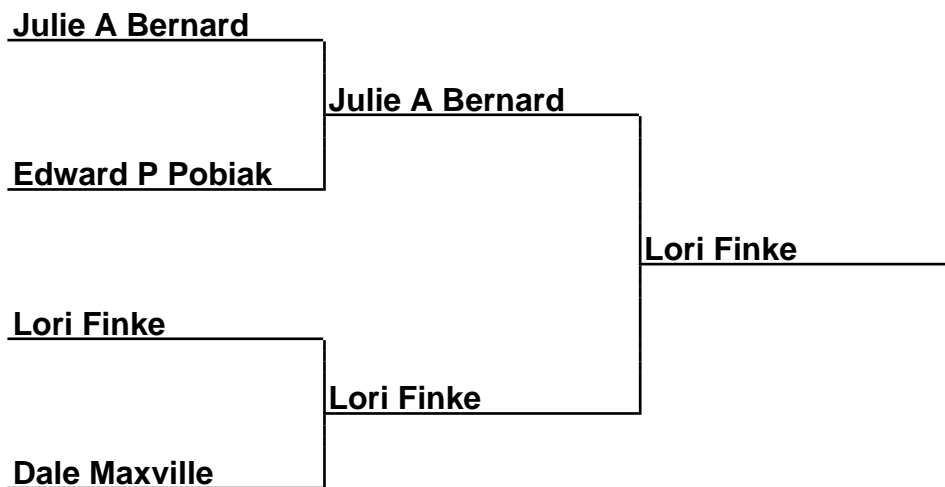 Julie A Bernard
Julie A Bernard
Edward P Pobiak
Lori Finke
Lori Finke
Lori Finke
Dale Maxville